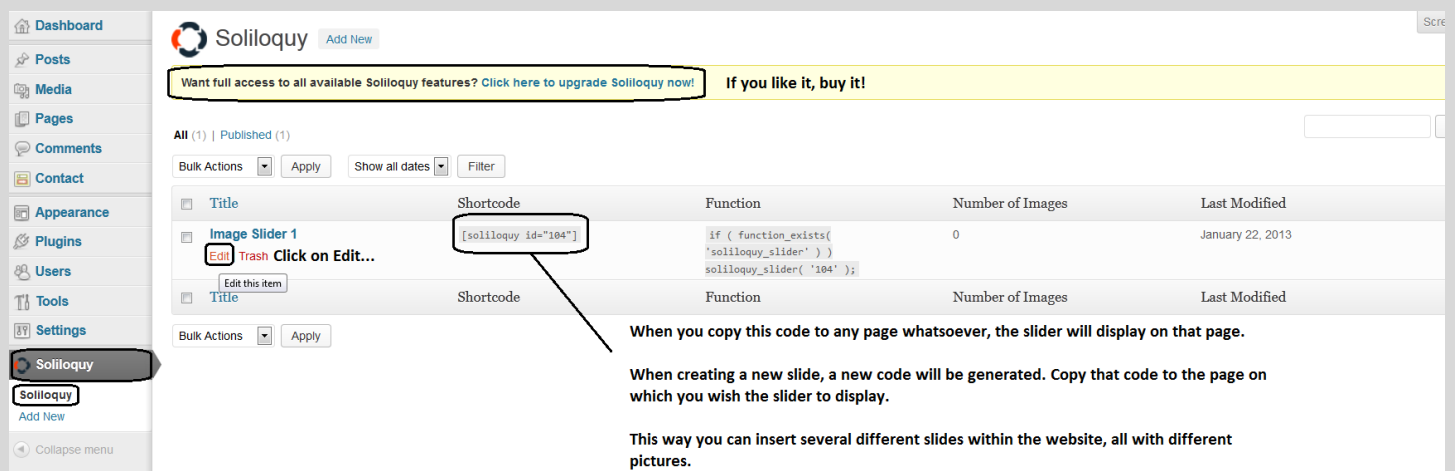 Dashboard
Posts
Media
Pages
Comments
Contact
Appearance
Plugins
Users
Tools
Settings
Soliloquy
Soliloquy
Add New
Collapse menu
Scre
Soliloquy Add New
Want full access to all available Soliloquy features? Click here to upgrade Soliloquy now! If you like it, buy it!
All (1) | Published (1)
Bulk Actions Apply Show all dates Filter
Title Shortcode Function Number of Images Last Modified
Image Slider 1 [soliloquy id="104"] if ( function_exists( 0 January 22, 2013
'soliloquy_slider' ) )
Edit Trash Click on Edit...
soliloquy_slider( '104' );
Edit this item
Title Shortcode Function Number of Images Last Modified
Bulk Actions Apply
When you copy this code to any page whatsoever, the slider will display on that page.
When creating a new slide, a new code will be generated. Copy that code to the page on
which you wish the slider to display.
This way you can insert several different slides within the website, all with different
pictures.